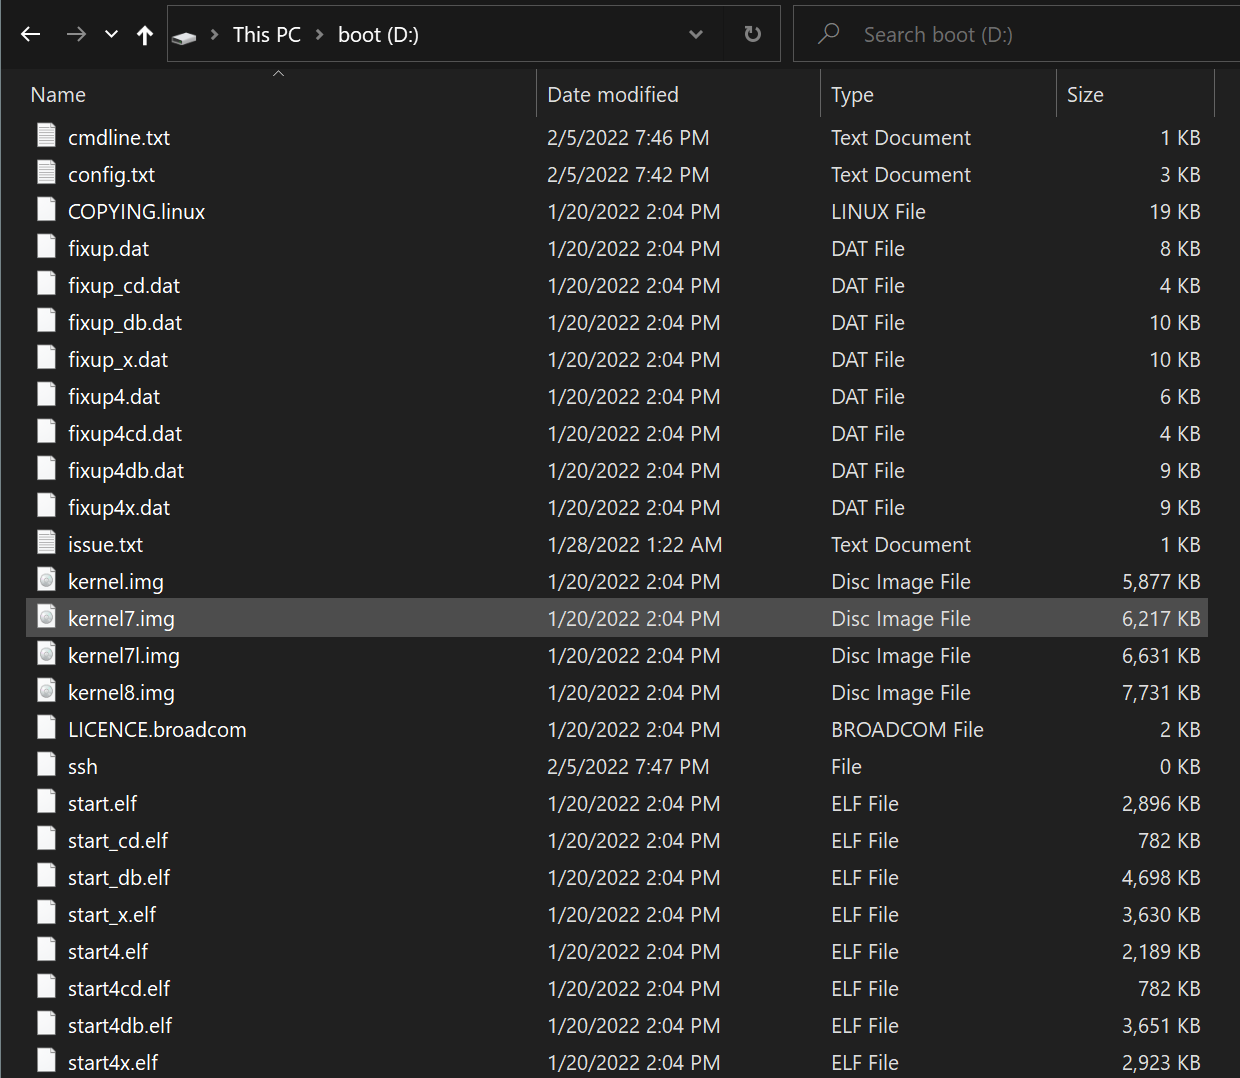 This PC > boot (D:) Search boot (D:)
Name Date modified Type Size
cmdline.txt 2/5/2022 7:46 PM Text Document 1 KB
config.txt 2/5/2022 7:42 PM Text Document 3 KB
COPYING.linux 1/20/2022 2:04 PM LINUX File 19 KB
fixup.dat 1/20/2022 2:04 PM DAT File 8 KB
fixup_cd.dat 1/20/2022 2:04 PM DAT File 4 KB
fixup_db.dat 1/20/2022 2:04 PM DAT File 10 KB
fixup_x.dat 1/20/2022 2:04 PM DAT File 10 KB
fixup4.dat 1/20/2022 2:04 PM DAT File 6 KB
fixup4cd.dat 1/20/2022 2:04 PM DAT File 4 KB
fixup4db.dat 1/20/2022 2:04 PM DAT File 9 KB
fixup4x.dat 1/20/2022 2:04 PM DAT File 9 KB
issue.txt 1/28/2022 1:22 AM Text Document 1 KB
kernel.img 1/20/2022 2:04 PM Disc Image File 5,877 KB
kernel7.img 1/20/2022 2:04 PM Disc Image File 6,217 KB
kernel7l.img 1/20/2022 2:04 PM Disc Image File 6,631 KB
kernel8.img 1/20/2022 2:04 PM Disc Image File 7,731 KB
LICENCE.broadcom 1/20/2022 2:04 PM BROADCOM File 2 KB
ssh 2/5/2022 7:47 PM File 0 KB
start.elf 1/20/2022 2:04 PM ELF File 2,896 KB
start_cd.elf 1/20/2022 2:04 PM ELF File 782 KB
start_db.elf 1/20/2022 2:04 PM ELF File 4,698 KB
start_x.elf 1/20/2022 2:04 PM ELF File 3,630 KB
start4.elf 1/20/2022 2:04 PM ELF File 2,189 KB
start4cd.elf 1/20/2022 2:04 PM ELF File 782 KB
start4db.elf 1/20/2022 2:04 PM ELF File 3,651 KB
start4x.elf 1/20/2022 2:04 PM ELF File 2,923 KB